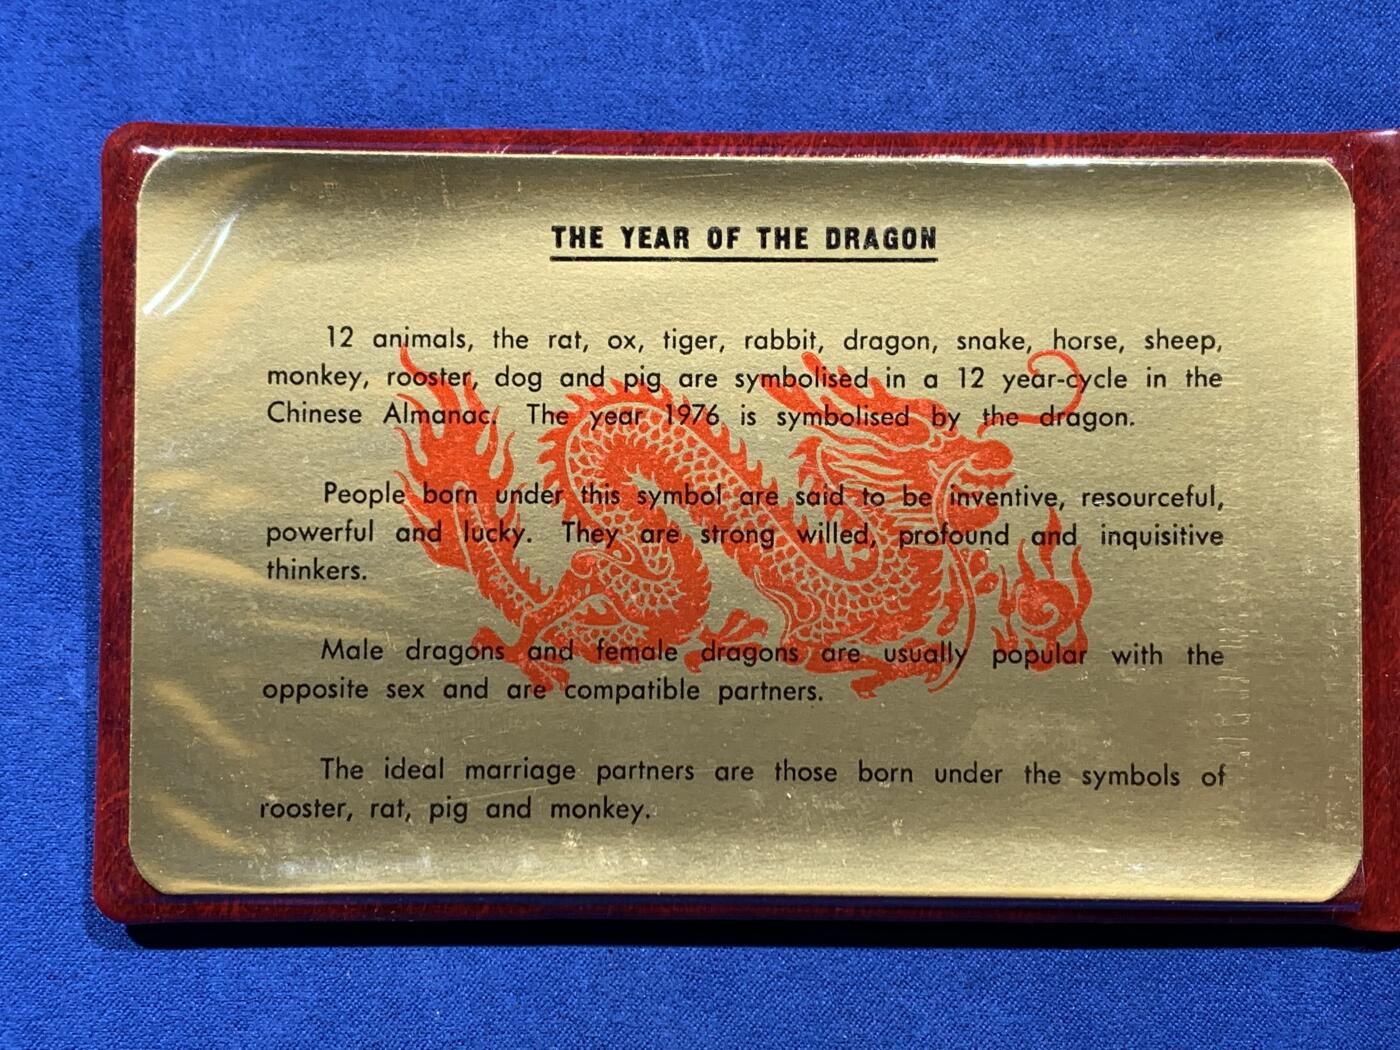 THE YEAR OF THE DRAGON
12 animals, the rat, ox, tiger, rabbit, dragon, snake, horse, sheep,
monkey, rooster, dog and pig are symbolised in a 12 year-cycle in the
Chinese Almanac. The year 1976 is symbolised by the dragon.
People born under this symbol are said to be inventive, resourceful,
powerful and lucky. They are strong willed, profound and inquisitive
thinkers.
Male dragons and female dragons are usually popular with the
opposite sex and are compatible partners.
The ideal marriage partners are those born under the symbols of
rooster, rat, pig and monkey.